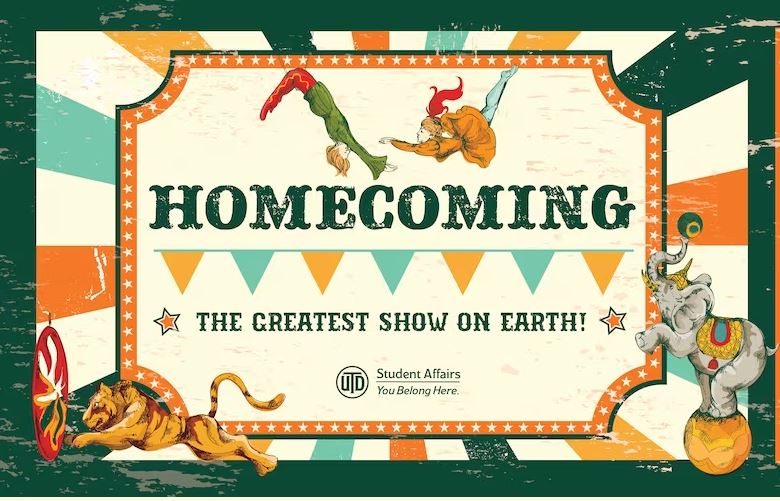 HOMECOMING
THE GREATEST SHOW ON EARTH!
UTD Student Affairs
You Belong Here.